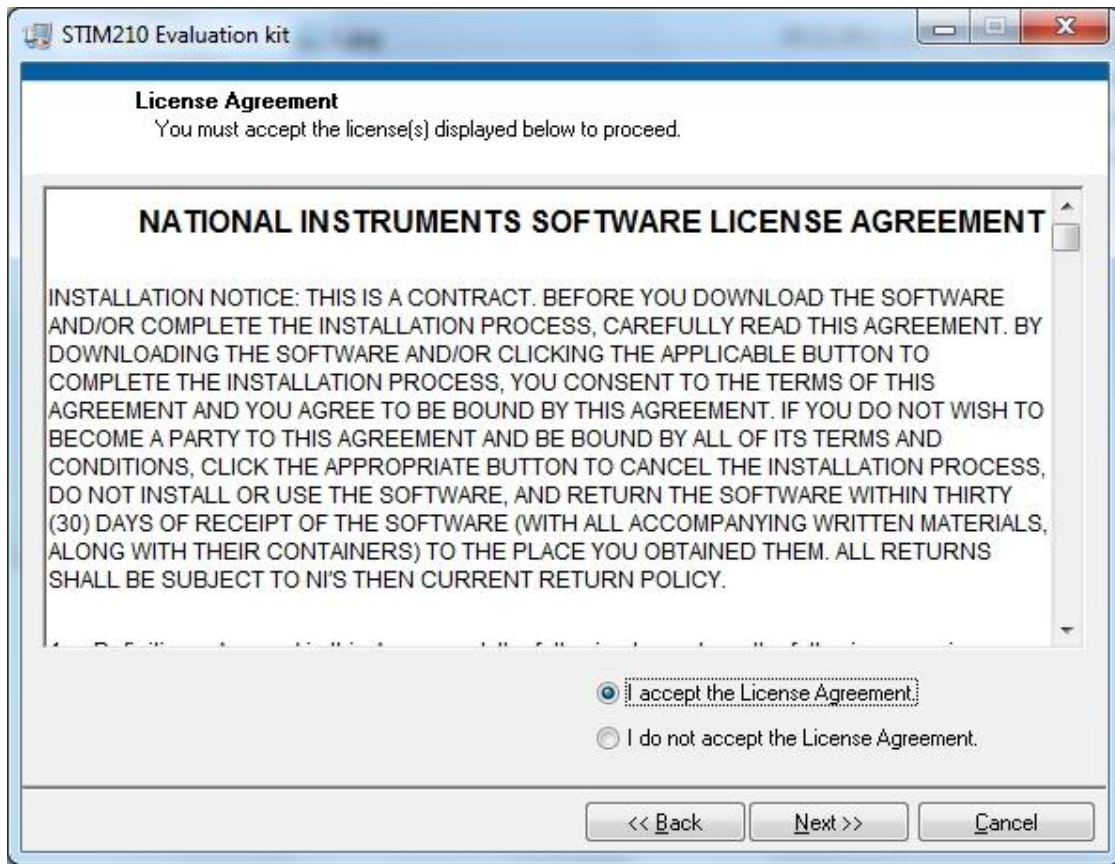 STIM210 Evaluation kit
License Agreement
You must accept the license(s) displayed below to proceed.
NATIONAL INSTRUMENTS SOFTWARE LICENSE AGREEMENT
INSTALLATION NOTICE: THIS IS A CONTRACT. BEFORE YOU DOWNLOAD THE SOFTWARE
AND/OR COMPLETE THE INSTALLATION PROCESS, CAREFULLY READ THIS AGREEMENT. BY
DOWNLOADING THE SOFTWARE AND/OR CLICKING THE APPLICABLE BUTTON TO
COMPLETE THE INSTALLATION PROCESS, YOU CONSENT TO THE TERMS OF THIS
AGREEMENT AND YOU AGREE TO BE BOUND BY THIS AGREEMENT. IF YOU DO NOT WISH TO
BECOME A PARTY TO THIS AGREEMENT AND BE BOUND BY ALL OF ITS TERMS AND
CONDITIONS, CLICK THE APPROPRIATE BUTTON TO CANCEL THE INSTALLATION PROCESS,
DO NOT INSTALL OR USE THE SOFTWARE, AND RETURN THE SOFTWARE WITHIN THIRTY
(30) DAYS OF RECEIPT OF THE SOFTWARE (WITH ALL ACCOMPANYING WRITTEN MATERIALS,
ALONG WITH THEIR CONTAINERS) TO THE PLACE YOU OBTAINED THEM. ALL RETURNS
SHALL BE SUBJECT TO NI'S THEN CURRENT RETURN POLICY.
I accept the License Agreement.
I do not accept the License Agreement.
<< Back
Next >>
Cancel